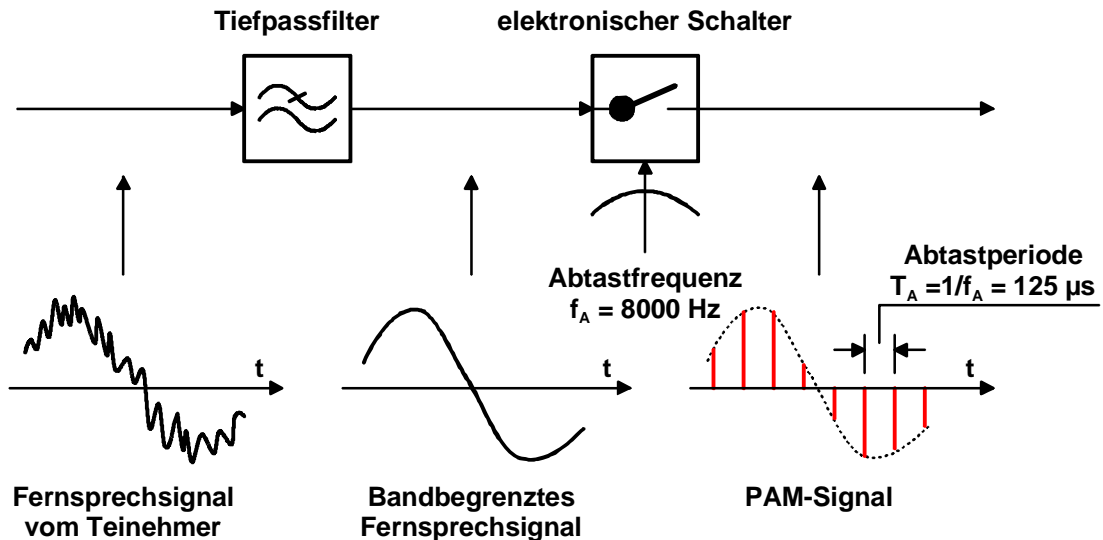 Tiefpassfilter
elektronischer Schalter
Abtastfrequenz
f_A = 8000 Hz
Abtastperiode
T_A =1/f_A = 125 µs
t
t
t
Fernsprechsignal
vom Teinehmer
Bandbegrenztes
Fernsprechsignal
PAM-Signal